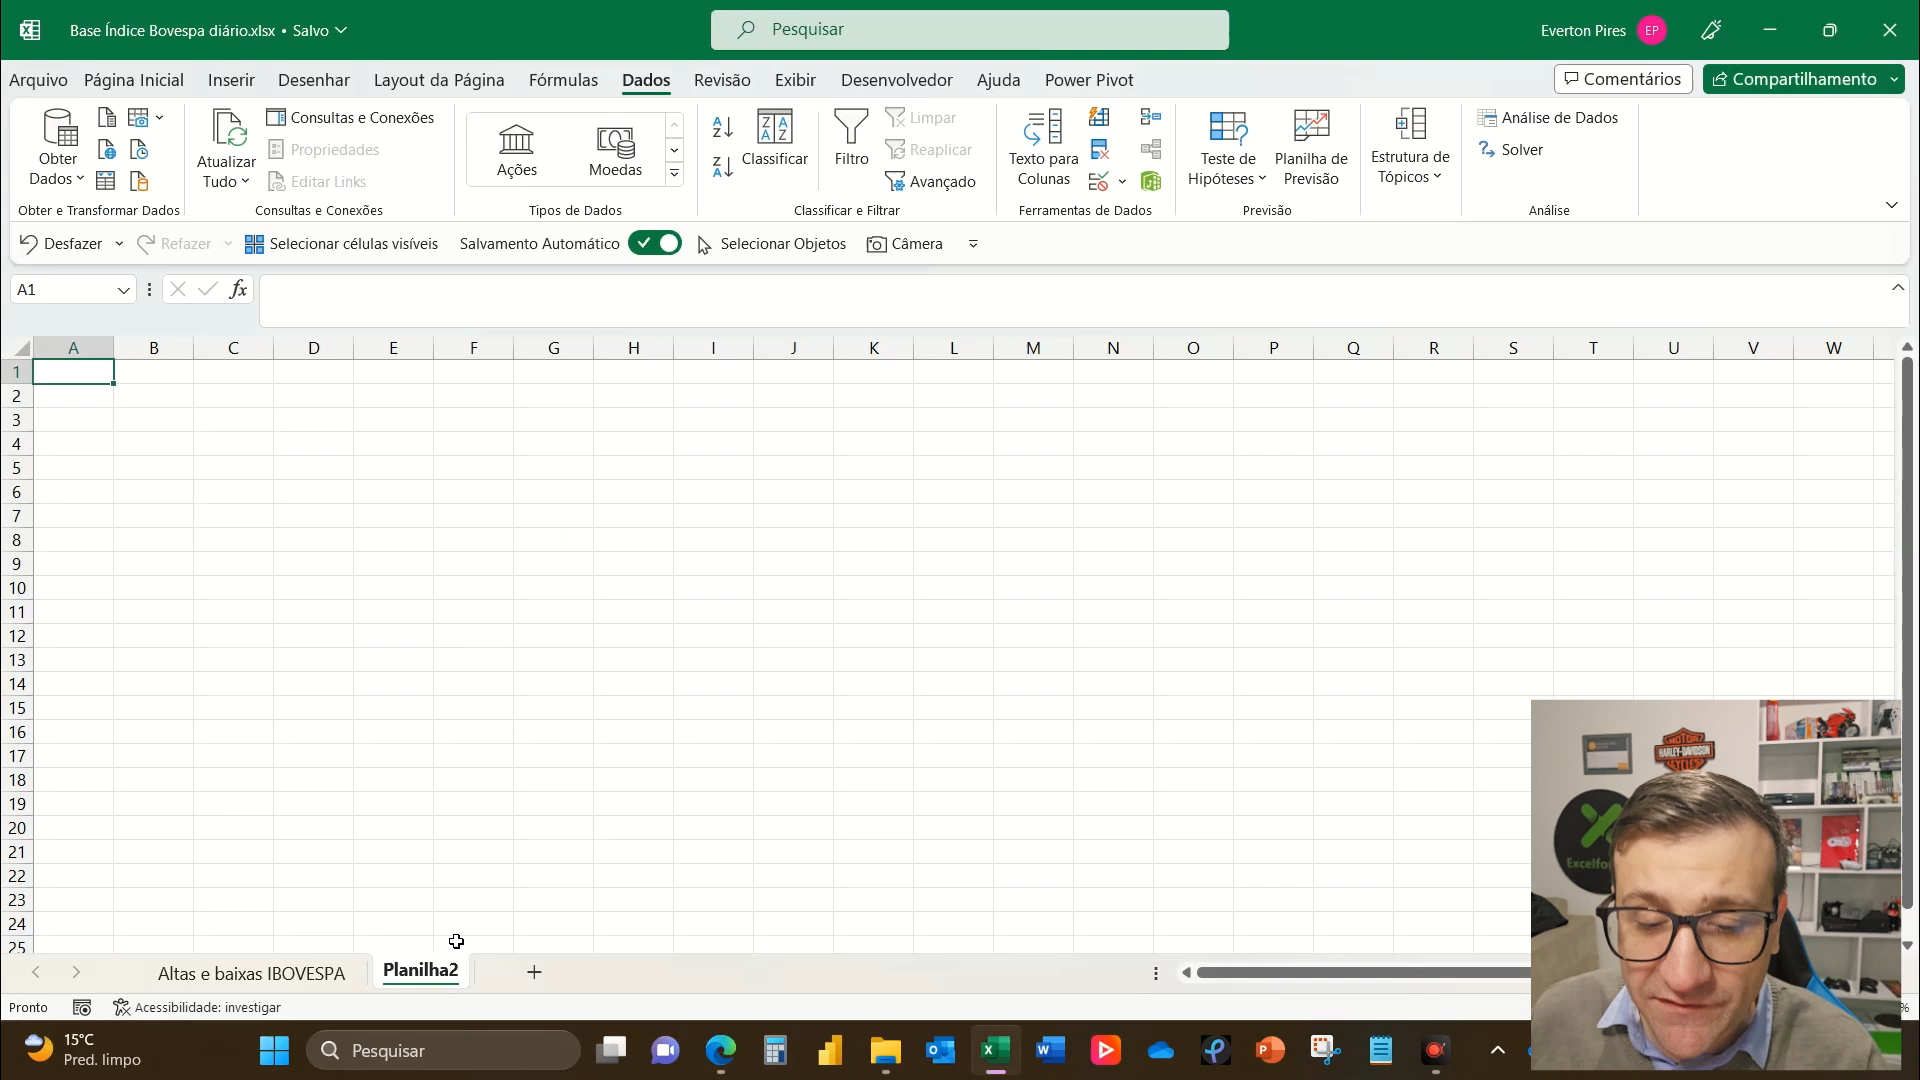 Base Índice Bovespa diário.xlsx • Salvo
Pesquisar
Everton Pires EP
Arquivo Página Inicial Inserir Desenhar Layout da Página Fórmulas Dados Revisão Exibir Desenvolvedor Ajuda Power Pivot
Comentários Compartilhamento
Obter Dados
Obter e Transformar Dados
Atualizar Tudo
Consultas e Conexões
Propriedades
Editar Links
Consultas e Conexões
Ações
Moedas
Tipos de Dados
Classificar
Filtro
Limpar
Reaplicar
Avançado
Classificar e Filtrar
Texto para Colunas
Ferramentas de Dados
Teste de Hipóteses
Planilha de Previsão
Previsão
Estrutura de Tópicos
Análise de Dados
Solver
Análise
Desfazer Refazer Selecionar células visíveis Salvamento Automático Selecionar Objetos Câmera
A1 fx
A B C D E F G H I J K L M N O P Q R S T U V W
1
2
3
4
5
6
7
8
9
10
11
12
13
14
15
16
17
18
19
20
21
22
23
24
25
MOTOR
HARLEY-DAVIDSON
CYCLES
Altas e baixas IBOVESPA Planilha2
Pronto Acessibilidade: investigar
15°C
Pred. limpo
Pesquisar